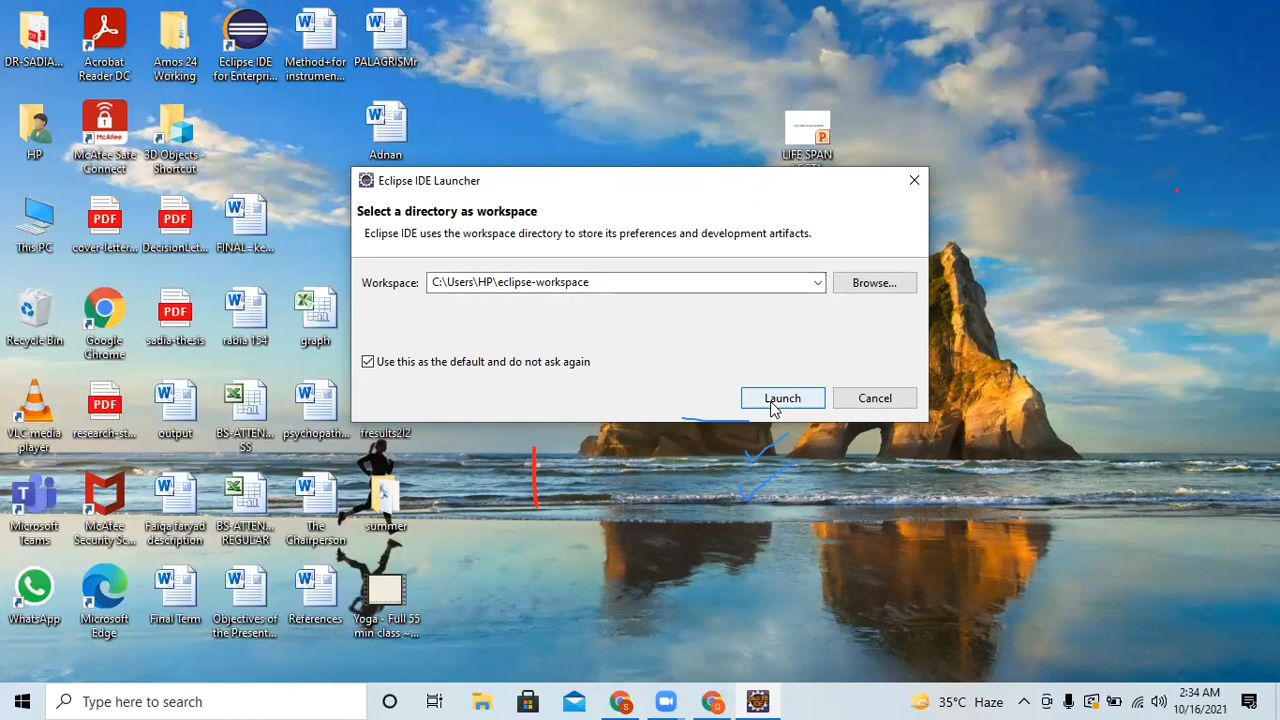 DR-SADIA...
Acrobat
Reader DC
Amos 24
Working
Eclipse IDE
for Enterpri...
Method+for
instrumen...
PALAGRISMr
HP
McAfee Safe
Connect
3D Objects -
Shortcut
Adnan
LIFE SPAN
This PC
cover-letter...
DecisionLet...
FINAL--ke...
Recycle Bin
Google
Chrome
sadia-thesis
rabia 154
graph
VLC media
player
research-st...
output
BS-ATTEN...
SS
psychopath...
fresults2l2
Microsoft
Teams
McAfee
Security Sc...
Faiqa faryad
description
BS-ATTEN...
REGULAR
The
Chairperson
summer
WhatsApp
Microsoft
Edge
Final Term
Objectives of
the Present...
References
Yoga - Full 55
min class ~...
Eclipse IDE Launcher
Select a directory as workspace
Eclipse IDE uses the workspace directory to store its preferences and development artifacts.
Workspace: C:\Users\HP\eclipse-workspace Browse...
Use this as the default and do not ask again
Launch Cancel
Type here to search
35°C Haze
2:34 AM
10/16/2021